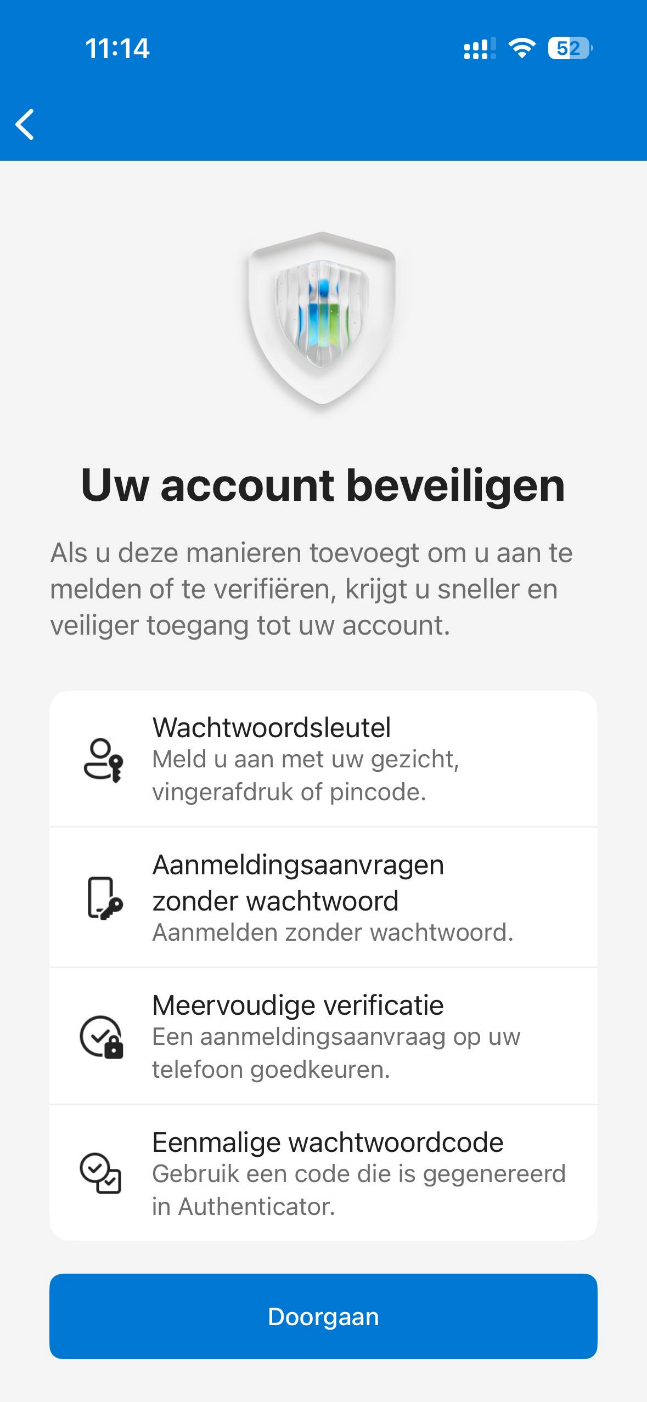 11:14
52
Uw account beveiligen
Als u deze manieren toevoegt om u aan te
melden of te verifiëren, krijgt u sneller en
veiliger toegang tot uw account.
Wachtwoordsleutel
Meld u aan met uw gezicht,
vingerafdruk of pincode.
Aanmeldingsaanvragen
zonder wachtwoord
Aanmelden zonder wachtwoord.
Meervoudige verificatie
Een aanmeldingsaanvraag op uw
telefoon goedkeuren.
Eenmalige wachtwoordcode
Gebruik een code die is gegenereerd
in Authenticator.
Doorgaan